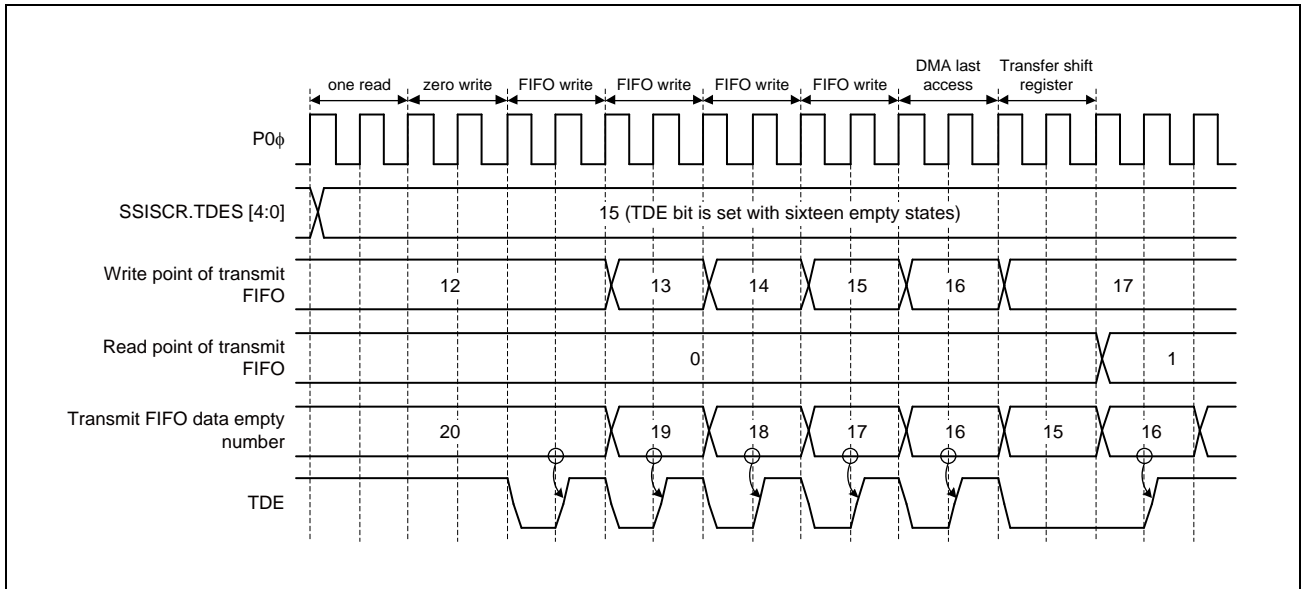 DMA last Transfer shift
one read zero write FIFO write FIFO write FIFO write FIFO write access register
P0ϕ
SSISCR.TDES [4:0] 15 (TDE bit is set with sixteen empty states)
Write point of transmit
FIFO
12 13 14 15 16 17
Read point of transmit
FIFO
0 1
Transmit FIFO data empty
number
20 19 18 17 16 15 16
TDE